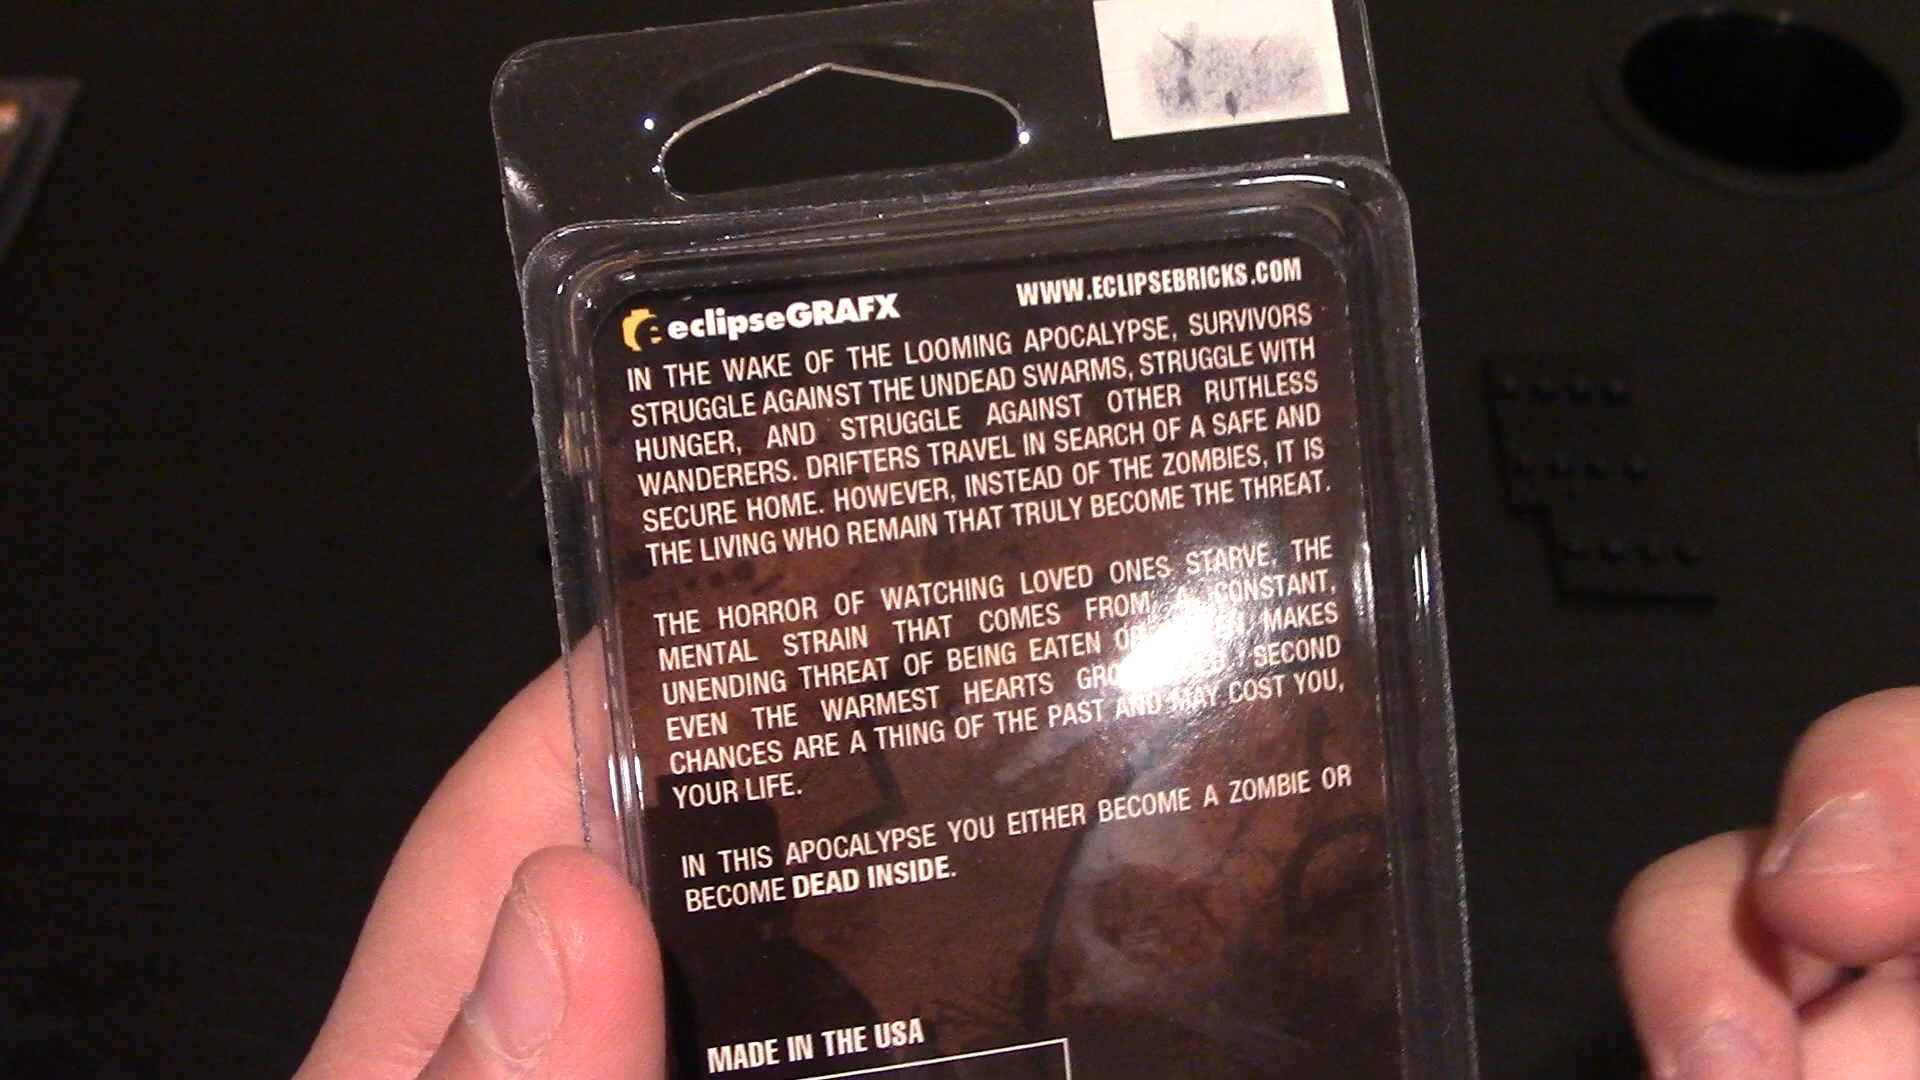 eclipseGRAFX
WWW.ECLIPSEBRICKS.COM
IN THE WAKE OF THE LOOMING APOCALYPSE, SURVIVORS
STRUGGLE AGAINST THE UNDEAD SWARMS, STRUGGLE WITH
HUNGER, AND STRUGGLE AGAINST OTHER RUTHLESS
WANDERERS. DRIFTERS TRAVEL IN SEARCH OF A SAFE AND
SECURE HOME. HOWEVER, INSTEAD OF THE ZOMBIES, IT IS
THE LIVING WHO REMAIN THAT TRULY BECOME THE THREAT.
THE HORROR OF WATCHING LOVED ONES STARVE, THE
MENTAL STRAIN THAT COMES FROM A CONSTANT,
UNENDING THREAT OF BEING EATEN MAKES
EVEN THE WARMEST HEARTS SECOND
CHANCES ARE A THING OF THE PAST AND MAY COST YOU,
YOUR LIFE.
IN THIS APOCALYPSE YOU EITHER BECOME A ZOMBIE OR
BECOME DEAD INSIDE.
MADE IN THE USA